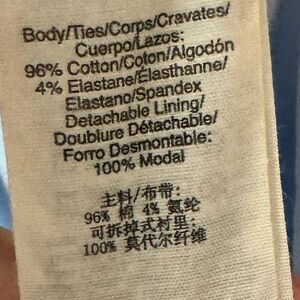 Body/Ties/Corps/Cravates/
Cuerpo/Lazos:
96% Cotton/Coton/Algodón
4% Elastane/Élasthanne/
Elastano/Spandex
Detachable Lining/
Doublure Détachable/
Forro Desmontable:
100% Modal
主料/布带:
96% 棉 4% 氨纶
可拆掉式衬里:
100% 莫代尔纤维